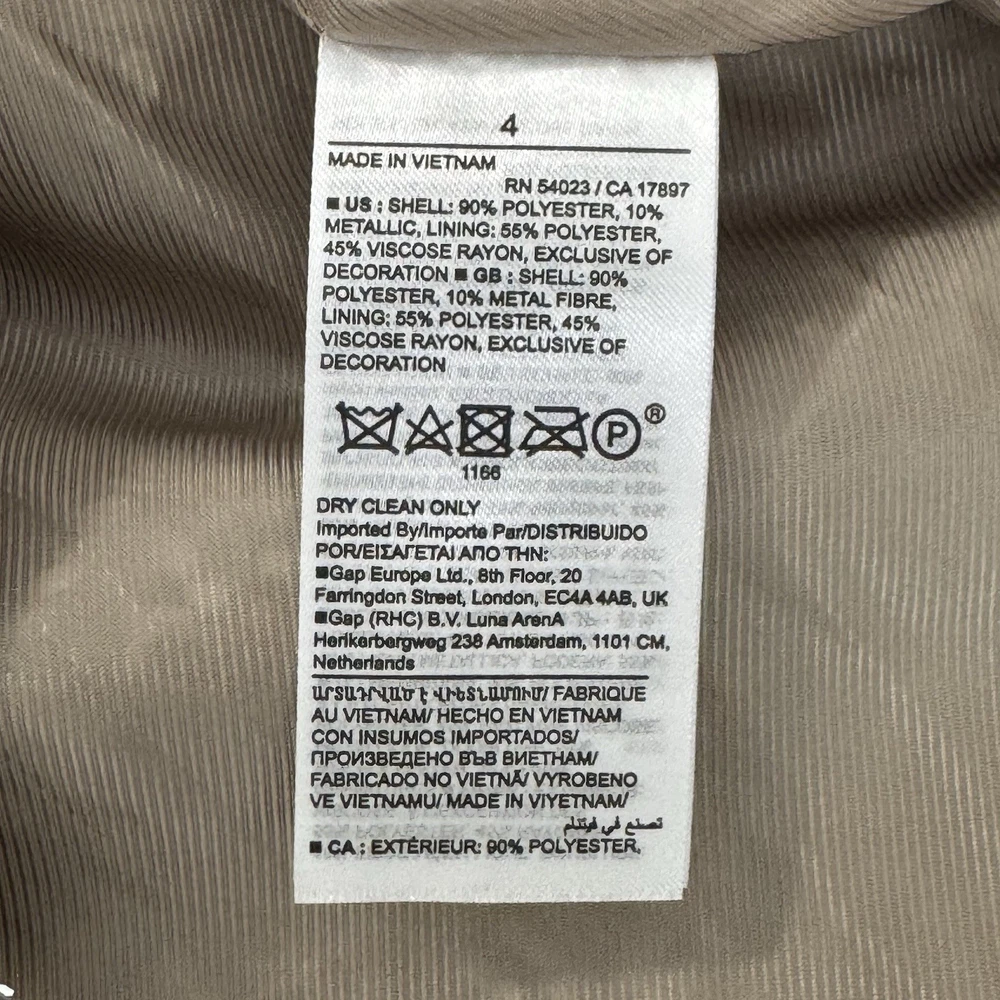 4
MADE IN VIETNAM
RN 54023 / CA 17897
■ US : SHELL: 90% POLYESTER, 10%
METALLIC, LINING: 55% POLYESTER,
45% VISCOSE RAYON, EXCLUSIVE OF
DECORATION ■ GB : SHELL: 90%
POLYESTER, 10% METAL FIBRE,
LINING: 55% POLYESTER, 45%
VISCOSE RAYON, EXCLUSIVE OF
DECORATION
P ®
1166
DRY CLEAN ONLY
Imported By/Importe Par/DISTRIBUIDO
POR/ΕΙΣΑΓΕΤΑΙ ΑΠΟ ΤΗΝ:
■Gap Europe Ltd., 8th Floor, 20
Farringdon Street, London, EC4A 4AB, UK
■Gap (RHC) B.V. Luna ArenA
Herikerbergweg 238 Amsterdam, 1101 CM,
Netherlands
ԱՐՏԱԴՐՎԱԾ Է ՎԻԵՏՆԱՄՈՒՄ/ FABRIQUE
AU VIETNAM/ HECHO EN VIETNAM
CON INSUMOS IMPORTADOS/
ПРОИЗВЕДЕНО ВЪВ ВИЕТНАМ/
FABRICADO NO VIETNÃ/ VYROBENO
VE VIETNAMU/ MADE IN VIYETNAM/
تصنع في فيتنام
■ CA : EXTÉRIEUR: 90% POLYESTER,